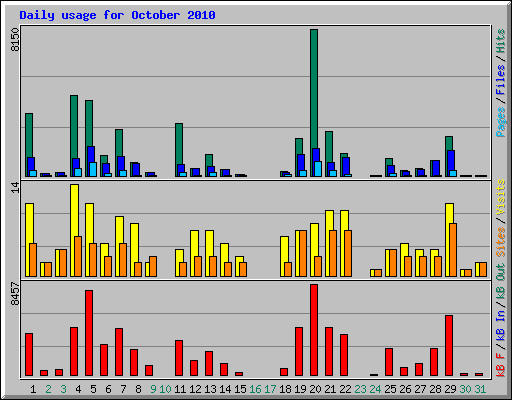 Daily usage for October 2010
8150
Pages / Files / Hits
14
Sites / Visits
8457
kB F / kB In / kB Out
1 2 3 4 5 6 7 8 9 10 11 12 13 14 15 16 17 18 19 20 21 22 23 24 25 26 27 28 29 30 31